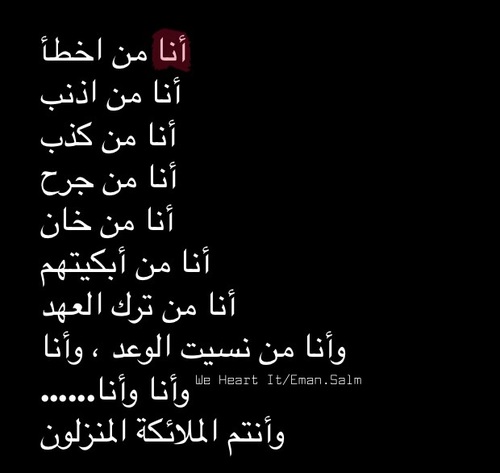 أنا من اخطأ
أنا من اذنب
أنا من كذب
أنا من جرح
أنا من خان
أنا من أبكيتهم
أنا من ترك العهد
وأنا من نسيت الوعد ، وأنا
وأنا وأنا......
We Heart It/Eman.Salm
وأنتم الملائكة المنزلون